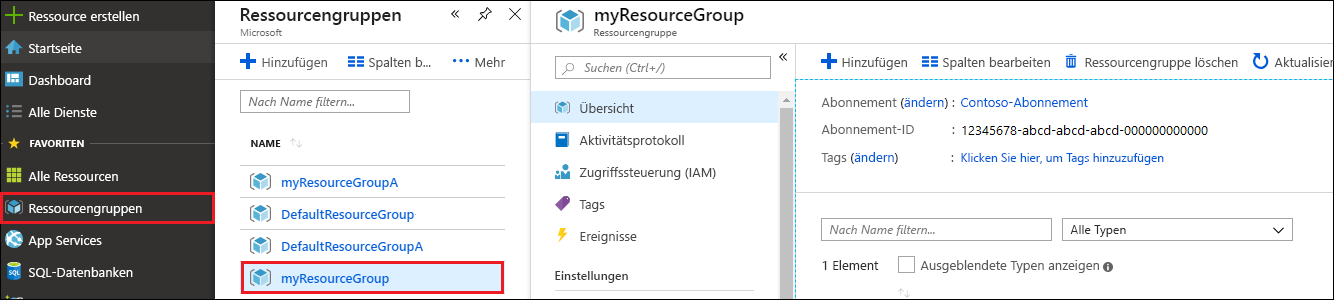 Ressource erstellen
Startseite
Dashboard
Alle Dienste
FAVORITEN
Alle Ressourcen
Ressourcengruppen
App Services
SQL-Datenbanken
Ressourcengruppen
Microsoft
Hinzufügen Spalten b... Mehr
Nach Name filtern...
NAME
myResourceGroupA
DefaultResourceGroup
DefaultResourceGroupA
myResourceGroup
myResourceGroup
Ressourcengruppe
Suchen (Ctrl+/)
Übersicht
Aktivitätsprotokoll
Zugriffssteuerung (IAM)
Tags
Ereignisse
Einstellungen
Hinzufügen Spalten bearbeiten Ressourcengruppe löschen Aktualisier
Abonnement (ändern) : Contoso-Abonnement
Abonnement-ID : 12345678-abcd-abcd-abcd-000000000000
Tags (ändern) : Klicken Sie hier, um Tags hinzuzufügen
Nach Name filtern... Alle Typen
1 Element Ausgeblendete Typen anzeigen